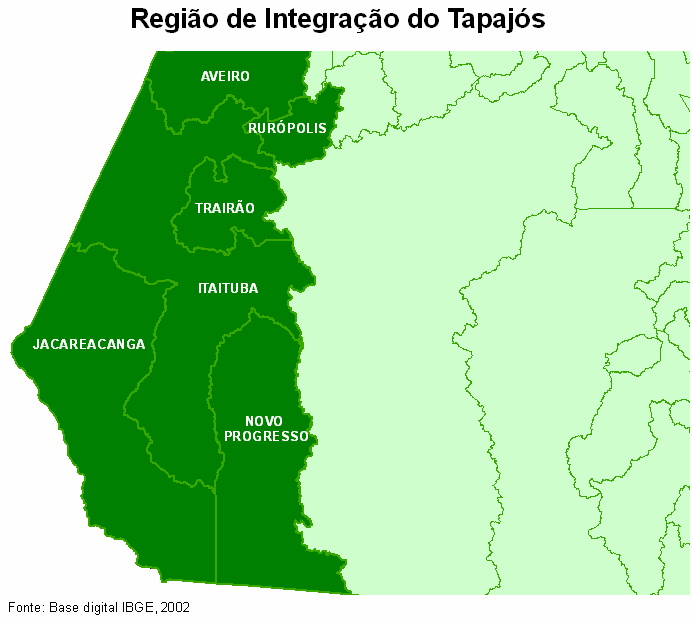 Região de Integração do Tapajós
AVEIRO
RURÓPOLIS
TRAIRÃO
ITAITUBA
JACAREACANGA
NOVO
PROGRESSO
Fonte: Base digital IBGE, 2002